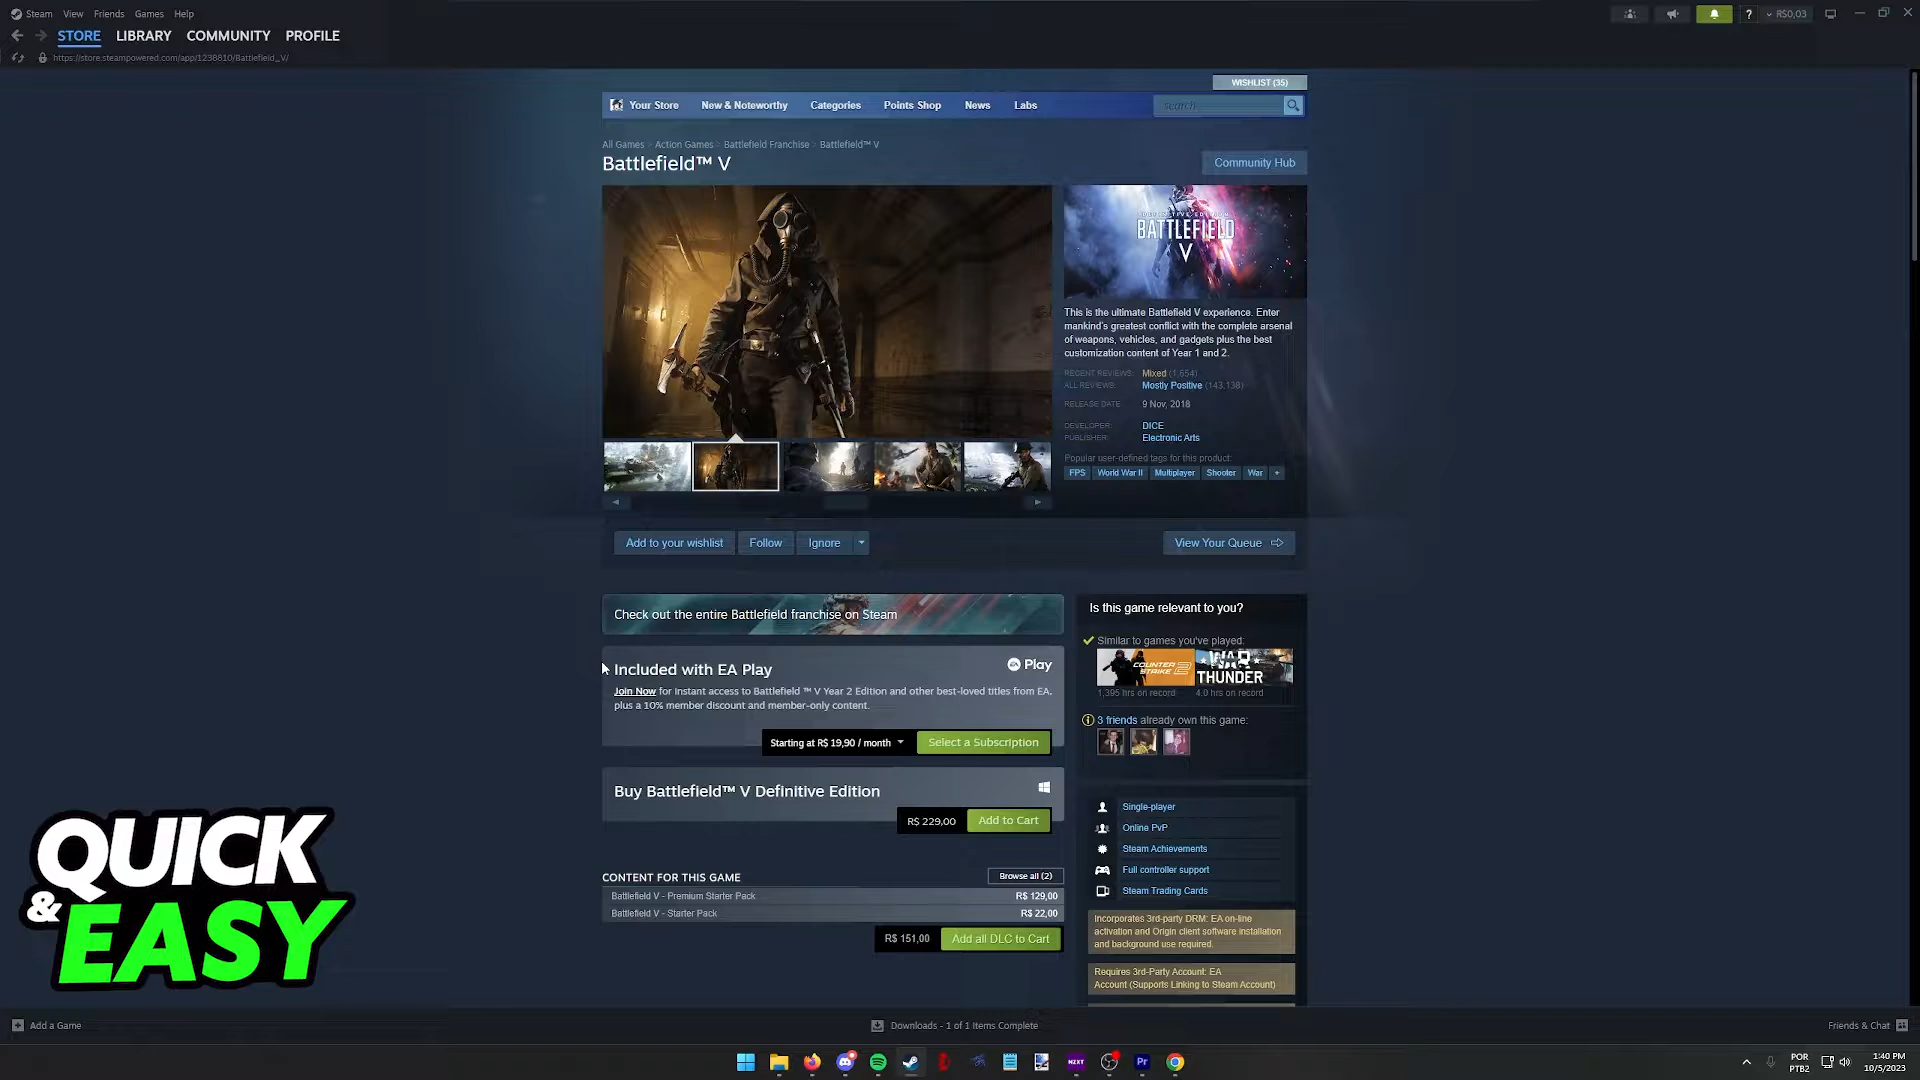 Steam View Friends Games Help
R$0,03
STORE LIBRARY COMMUNITY PROFILE
https://store.steampowered.com/app/1238810/Battlefield_V/
WISHLIST (35)
Your Store New & Noteworthy Categories Points Shop News Labs
search
All Games > Action Games > Battlefield Franchise > Battlefield™ V
Battlefield™ V
Community Hub
DEFINITIVE EDITION
BATTLEFIELD
V
This is the ultimate Battlefield V experience. Enter
mankind's greatest conflict with the complete arsenal
of weapons, vehicles, and gadgets plus the best
customization content of Year 1 and 2.
RECENT REVIEWS: Mixed (1,654)
ALL REVIEWS: Mostly Positive (143,138)
RELEASE DATE: 9 Nov, 2018
DEVELOPER: DICE
PUBLISHER: Electronic Arts
Popular user-defined tags for this product:
FPS World War II Multiplayer Shooter War +
Add to your wishlist Follow Ignore
View Your Queue
Check out the entire Battlefield franchise on Steam
Included with EA Play
EA Play
Join Now for instant access to Battlefield ™ V Year 2 Edition and other best-loved titles from EA,
plus a 10% member discount and member-only content.
Starting at R$ 19,90 / month
Select a Subscription
Buy Battlefield™ V Definitive Edition
R$ 229,00 Add to Cart
CONTENT FOR THIS GAME
Browse all (2)
Battlefield V - Premium Starter Pack R$ 129,00
Battlefield V - Starter Pack R$ 22,00
R$ 151,00 Add all DLC to Cart
Is this game relevant to you?
Similar to games you've played:
COUNTER STRIKE 2
WAR THUNDER
1,395 hrs on record 4.0 hrs on record
3 friends already own this game:
Single-player
Online PvP
Steam Achievements
Full controller support
Steam Trading Cards
Incorporates 3rd-party DRM: EA on-line
activation and Origin client software installation
and background use required.
Requires 3rd-Party Account: EA
Account (Supports Linking to Steam Account)
QUICK
& EASY
Add a Game
Downloads - 1 of 1 Items Complete
Friends & Chat
NZXT
Pr
POR
PTB2
1:40 PM
10/5/2023